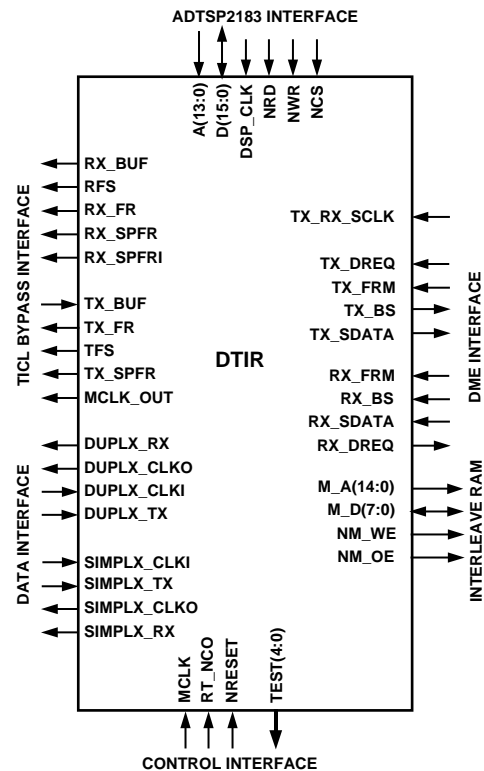 ADTSP2183 INTERFACE
A(13:0)
D(15:0)
DSP_CLK
NRD
NWR
NCS
TICL BYPASS INTERFACE
RX_BUF
RFS
RX_FR
RX_SPFR
RX_SPFRI
TX_BUF
TX_FR
TFS
TX_SPFR
MCLK_OUT
DATA INTERFACE
DUPLX_RX
DUPLX_CLKO
DUPLX_CLKI
DUPLX_TX
SIMPLX_CLKI
SIMPLX_TX
SIMPLX_CLKO
SIMPLX_RX
DTIR
TX_RX_SCLK
TX_DREQ
TX_FRM
TX_BS
TX_SDATA
RX_FRM
RX_BS
RX_SDATA
RX_DREQ
DME INTERFACE
M_A(14:0)
M_D(7:0)
NM_WE
NM_OE
INTERLEAVE RAM
MCLK
RT_NCO
NRESET
TEST(4:0)
CONTROL INTERFACE